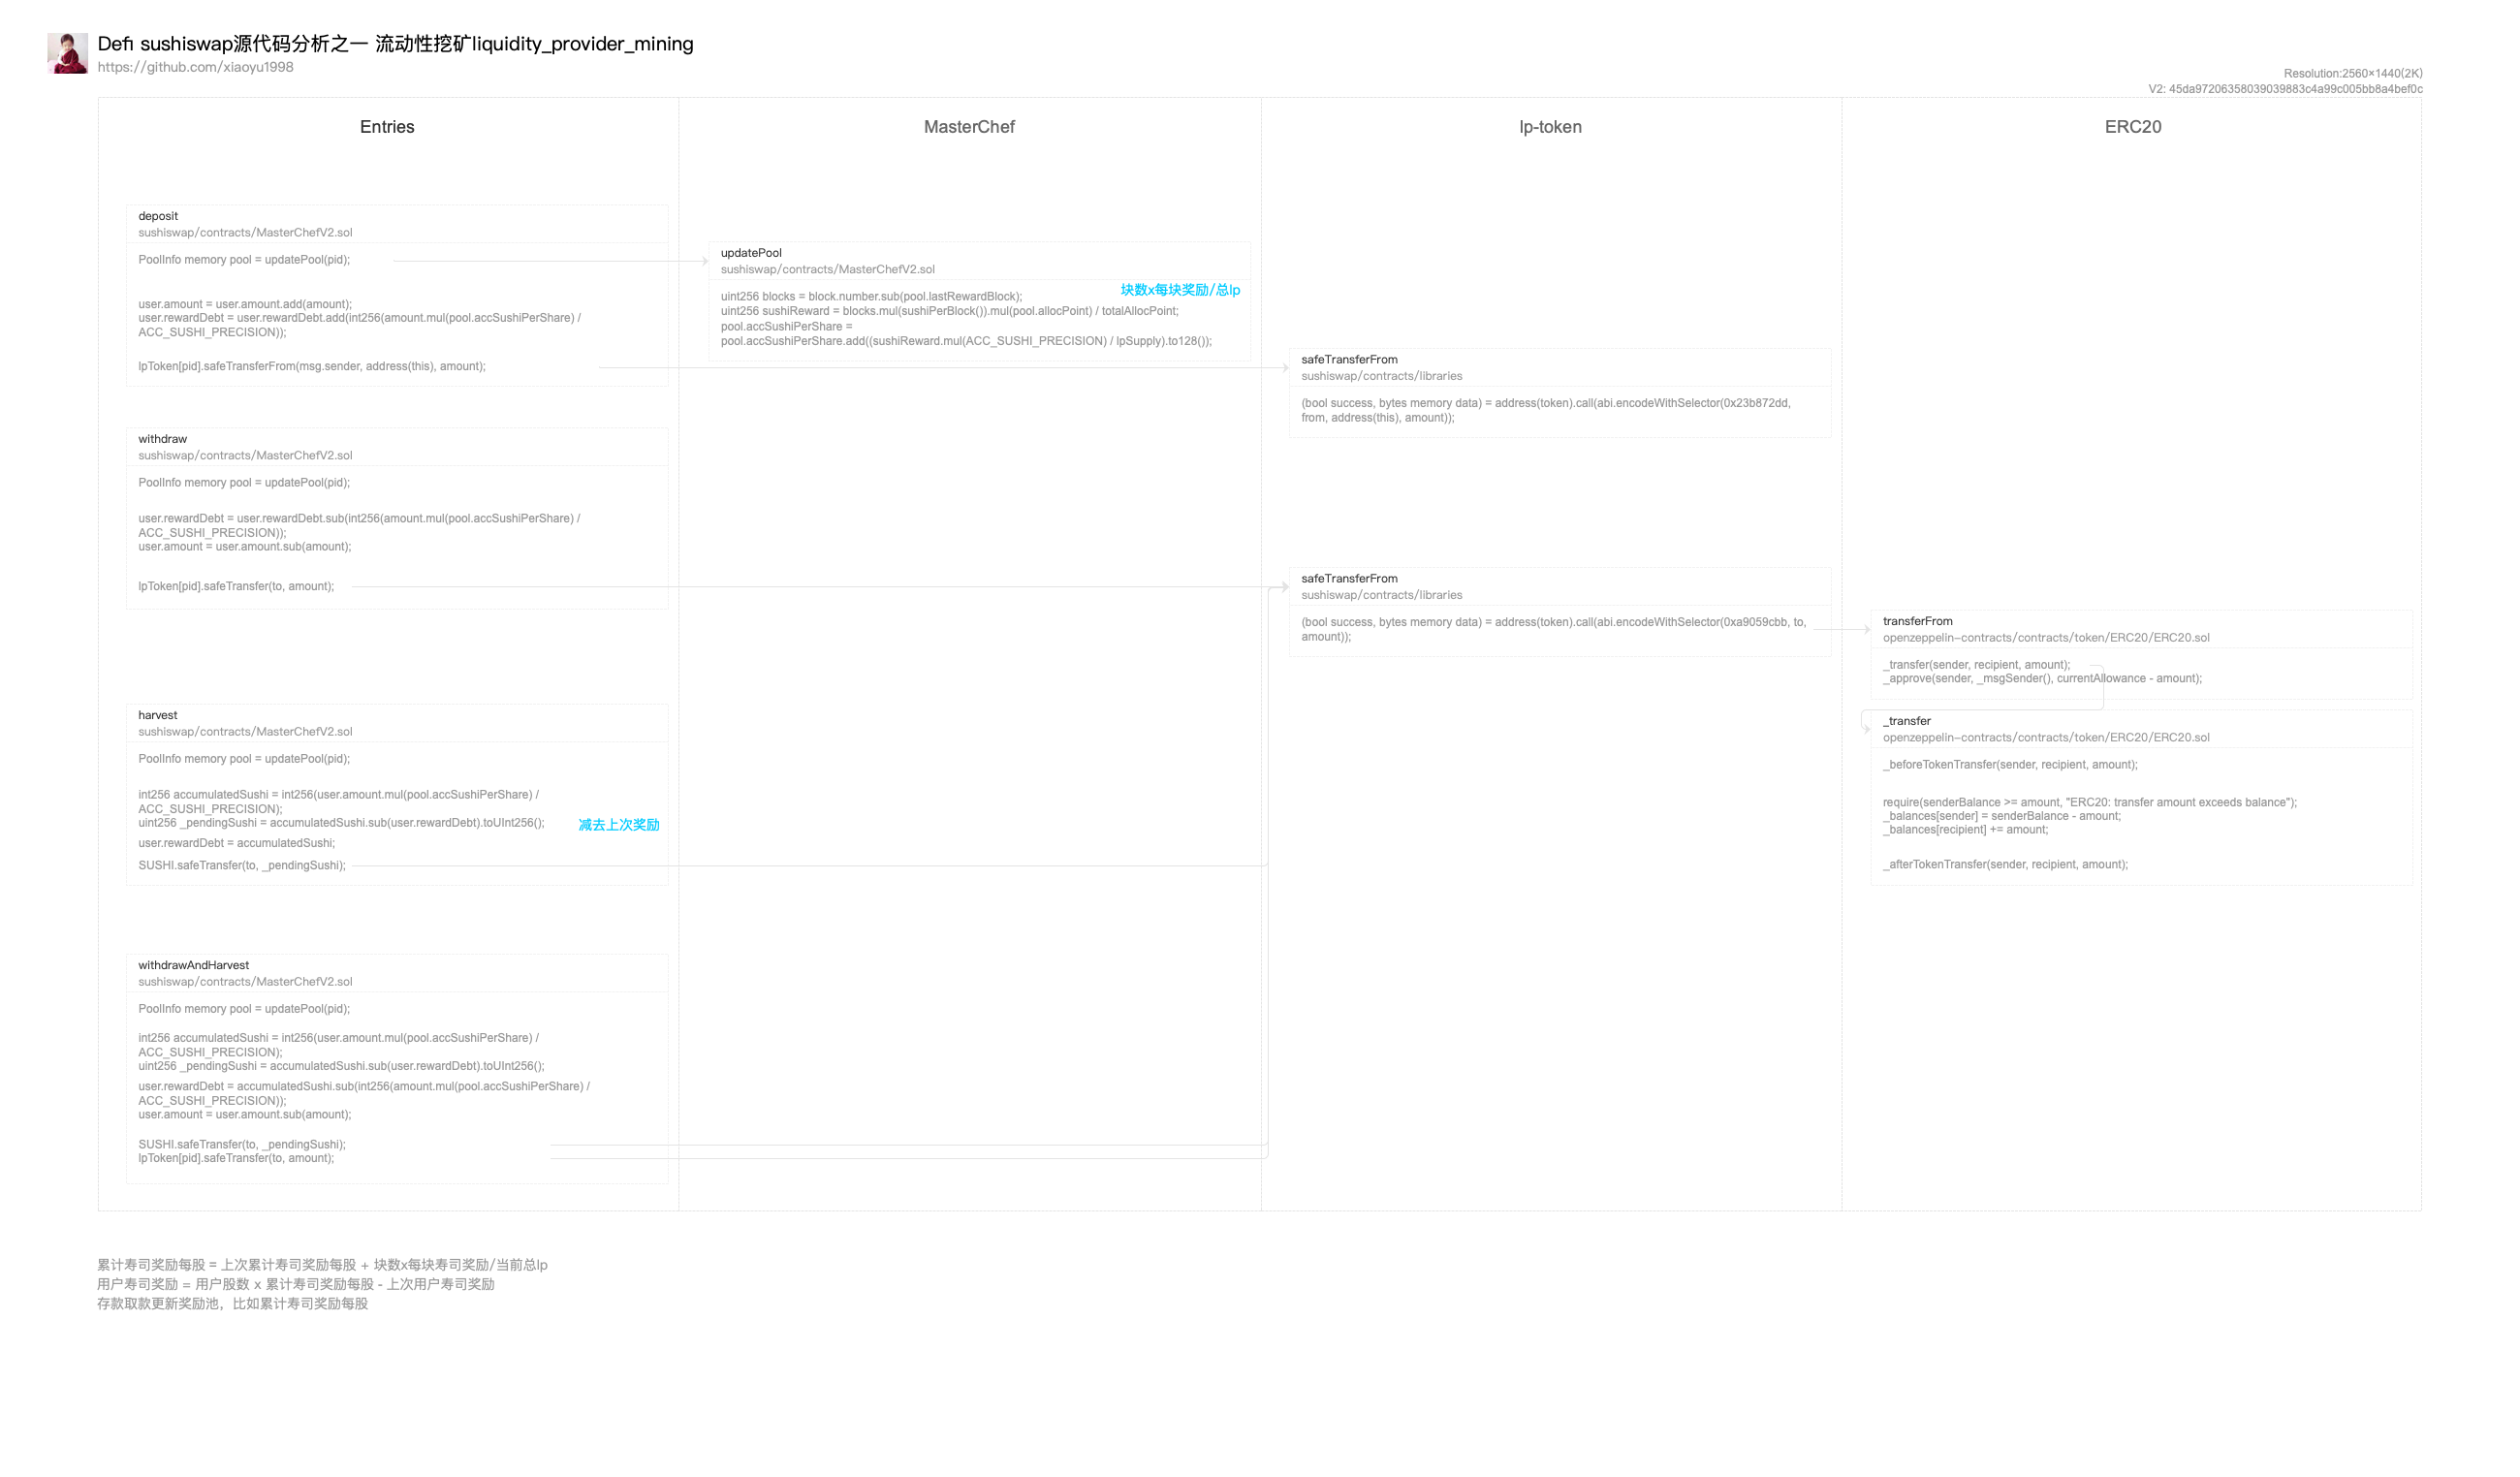 Defi sushiswap源代码分析之一 流动性挖矿liquidity_provider_mining
https://github.com/xiaoyu1998
Resolution:2560×1440(2K)
V2: 45da97206358039039883c4a99c005bb8a4bef0c
Entries
MasterChef
lp-token
ERC20
deposit
sushiswap/contracts/MasterChefV2.sol
PoolInfo memory pool = updatePool(pid);
user.amount = user.amount.add(amount);
user.rewardDebt = user.rewardDebt.add(int256(amount.mul(pool.accSushiPerShare) /
ACC_SUSHI_PRECISION));
lpToken[pid].safeTransferFrom(msg.sender, address(this), amount);
withdraw
sushiswap/contracts/MasterChefV2.sol
PoolInfo memory pool = updatePool(pid);
user.rewardDebt = user.rewardDebt.sub(int256(amount.mul(pool.accSushiPerShare) /
ACC_SUSHI_PRECISION));
user.amount = user.amount.sub(amount);
lpToken[pid].safeTransfer(to, amount);
harvest
sushiswap/contracts/MasterChefV2.sol
PoolInfo memory pool = updatePool(pid);
int256 accumulatedSushi = int256(user.amount.mul(pool.accSushiPerShare) /
ACC_SUSHI_PRECISION);
uint256 _pendingSushi = accumulatedSushi.sub(user.rewardDebt).toUInt256();
减去上次奖励
user.rewardDebt = accumulatedSushi;
SUSHI.safeTransfer(to, _pendingSushi);
withdrawAndHarvest
sushiswap/contracts/MasterChefV2.sol
PoolInfo memory pool = updatePool(pid);
int256 accumulatedSushi = int256(user.amount.mul(pool.accSushiPerShare) /
ACC_SUSHI_PRECISION);
uint256 _pendingSushi = accumulatedSushi.sub(user.rewardDebt).toUInt256();
user.rewardDebt = accumulatedSushi.sub(int256(amount.mul(pool.accSushiPerShare) /
ACC_SUSHI_PRECISION));
user.amount = user.amount.sub(amount);
SUSHI.safeTransfer(to, _pendingSushi);
lpToken[pid].safeTransfer(to, amount);
updatePool
sushiswap/contracts/MasterChefV2.sol
块数x每块奖励/总lp
uint256 blocks = block.number.sub(pool.lastRewardBlock);
uint256 sushiReward = blocks.mul(sushiPerBlock()).mul(pool.allocPoint) / totalAllocPoint;
pool.accSushiPerShare =
pool.accSushiPerShare.add((sushiReward.mul(ACC_SUSHI_PRECISION) / lpSupply).to128());
safeTransferFrom
sushiswap/contracts/libraries
(bool success, bytes memory data) = address(token).call(abi.encodeWithSelector(0x23b872dd,
from, address(this), amount));
safeTransferFrom
sushiswap/contracts/libraries
(bool success, bytes memory data) = address(token).call(abi.encodeWithSelector(0xa9059cbb, to,
amount));
transferFrom
openzeppelin-contracts/contracts/token/ERC20/ERC20.sol
_transfer(sender, recipient, amount);
_approve(sender, _msgSender(), currentAllowance - amount);
_transfer
openzeppelin-contracts/contracts/token/ERC20/ERC20.sol
_beforeTokenTransfer(sender, recipient, amount);
require(senderBalance >= amount, "ERC20: transfer amount exceeds balance");
_balances[sender] = senderBalance - amount;
_balances[recipient] += amount;
_afterTokenTransfer(sender, recipient, amount);
累计寿司奖励每股 = 上次累计寿司奖励每股 + 块数x每块寿司奖励/当前总lp
用户寿司奖励 = 用户股数 x 累计寿司奖励每股 - 上次用户寿司奖励
存款取款更新奖励池，比如累计寿司奖励每股